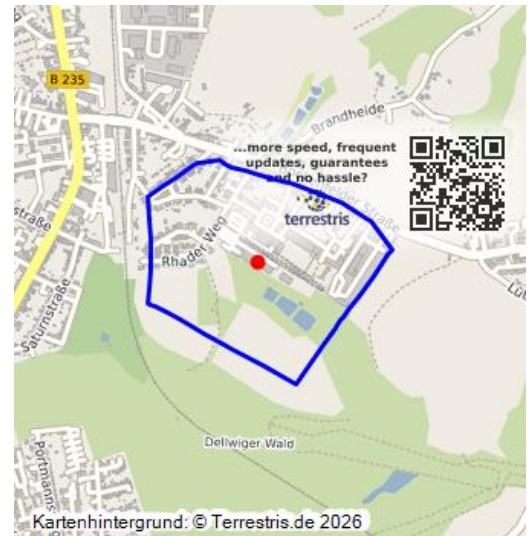 B 235
Brandheide
...more speed, frequent
updates, guarantees
and no hassle?
terrestris
Straße
Rhader Weg
Saturnstraße
Dellwiger Wald
Kartenhintergrund: © Terrestris.de 2026